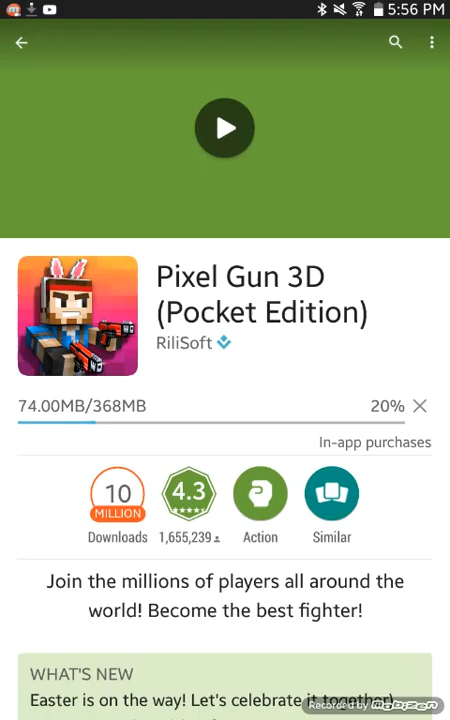 5:56 PM
Pixel Gun 3D
(Pocket Edition)
RiliSoft
74.00MB/368MB 20%
In-app purchases
10
MILLION
4.3
Downloads 1,655,239 Action Similar
Join the millions of players all around the
world! Become the best fighter!
WHAT'S NEW
Easter is on the way! Let's celebrate it together)
Recorded by mobizen